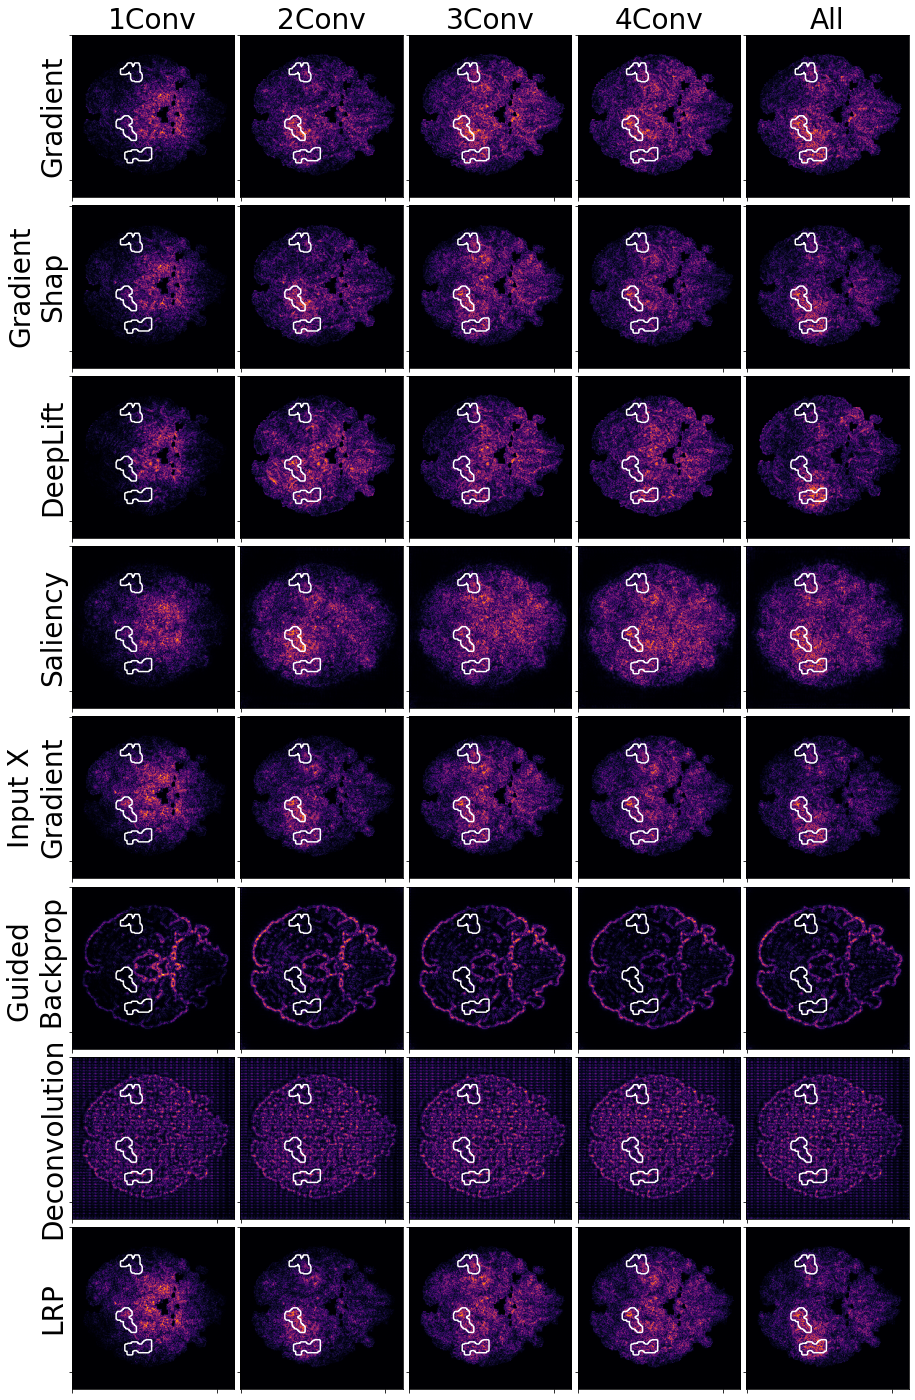 1Conv 2Conv 3Conv 4Conv All
Gradient
Gradient
Shap
DeepLift
Saliency
Input X
Gradient
Guided
Backprop
Deconvolution
LRP